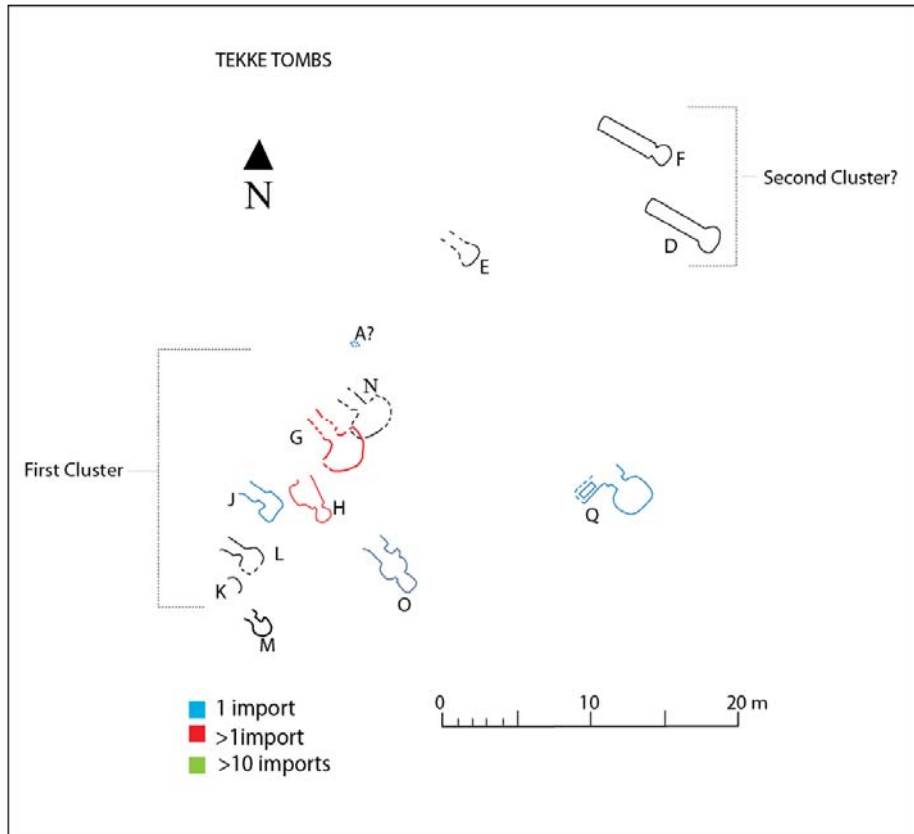 TEKKE TOMBS
F
N
Second Cluster?
D
E
A?
N
G
First Cluster
J
H
Q
L
K
O
M
0 10 20 m
1 import
>1import
>10 imports